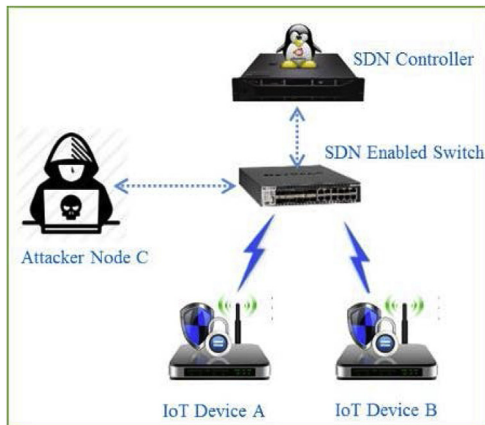 SDN Controller
SDN Enabled Switch
Attacker Node C
IoT Device A
IoT Device B